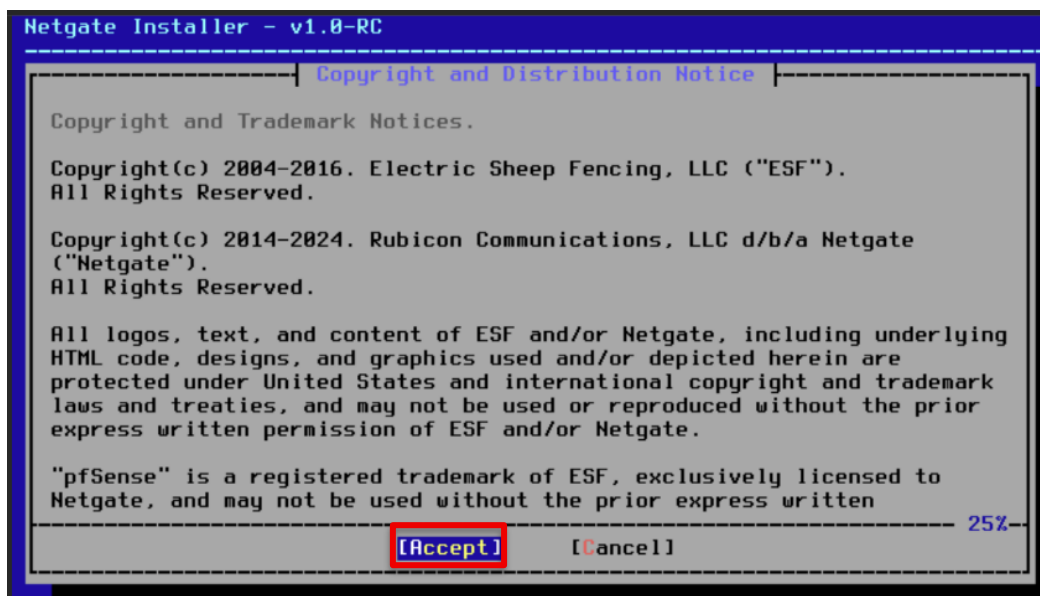 Netgate Installer - v1.0-RC
Copyright and Distribution Notice
Copyright and Trademark Notices.
Copyright(c) 2004-2016. Electric Sheep Fencing, LLC ("ESF").
All Rights Reserved.
Copyright(c) 2014-2024. Rubicon Communications, LLC d/b/a Netgate
("Netgate").
All Rights Reserved.
All logos, text, and content of ESF and/or Netgate, including underlying
HTML code, designs, and graphics used and/or depicted herein are
protected under United States and international copyright and trademark
laws and treaties, and may not be used or reproduced without the prior
express written permission of ESF and/or Netgate.
"pfSense" is a registered trademark of ESF, exclusively licensed to
Netgate, and may not be used without the prior express written
25%
[Accept] [Cancel]